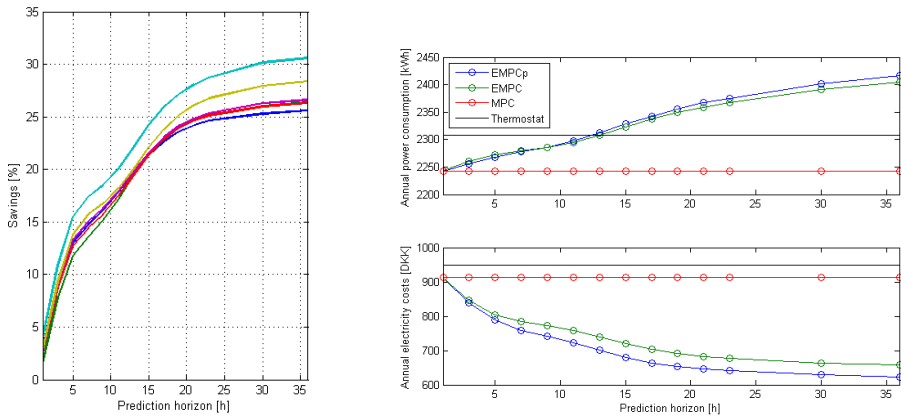 35
30
25
20
15
10
5
0
Savings [%]
5 10 15 20 25 30 35
Prediction horizon [h]
2450
2400
2350
2300
2250
2200
Annual power consumption [kWh]
EMPCp
EMPC
MPC
Thermostat
5 10 15 20 25 30 35
1000
900
800
700
600
Annual electricity costs [DKK]
5 10 15 20 25 30 35
Prediction horizon [h]